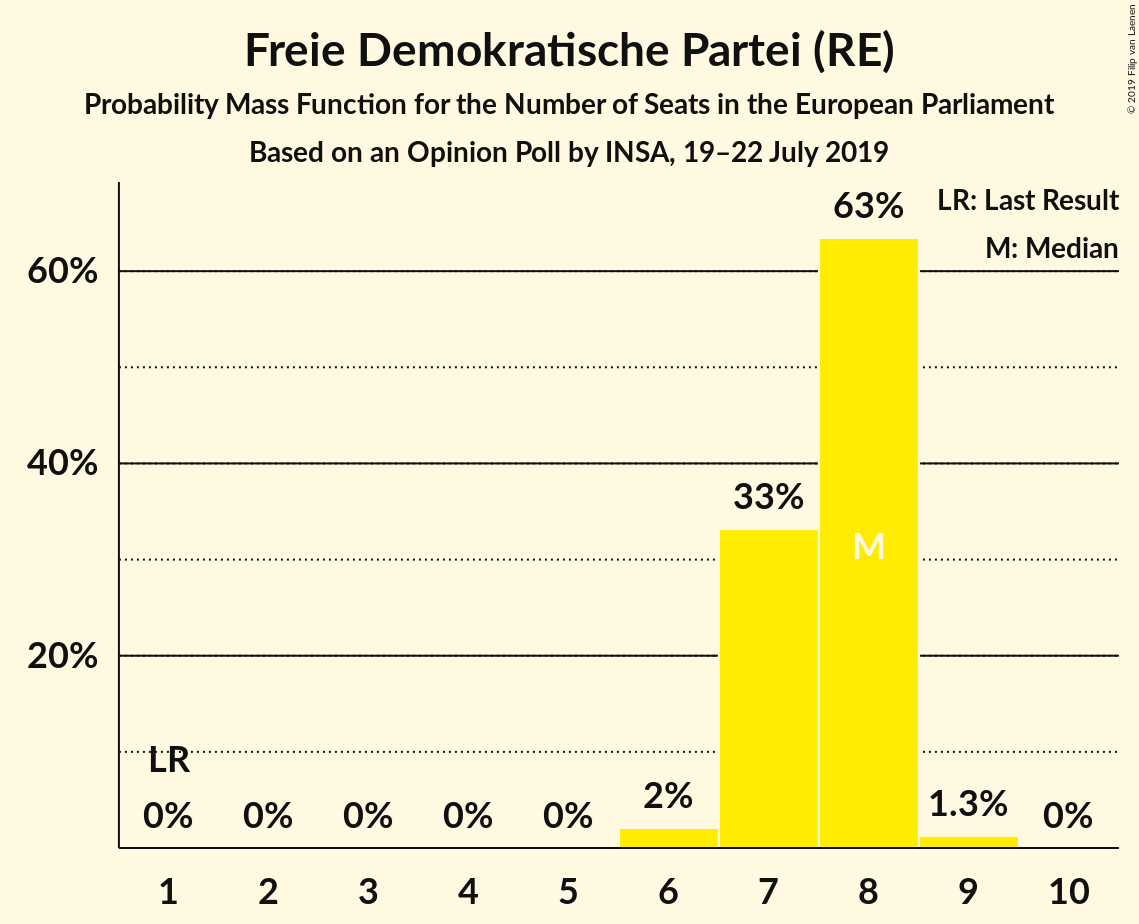 © 2019 Filip van Laenen
Freie Demokratische Partei (RE)
Probability Mass Function for the Number of Seats in the European Parliament
Based on an Opinion Poll by INSA, 19–22 July 2019
LR: Last Result
M: Median
63%
60%
40%
33%
M
20%
LR
0% 0% 0% 0% 0% 2% 1.3% 0%
1 2 3 4 5 6 7 8 9 10